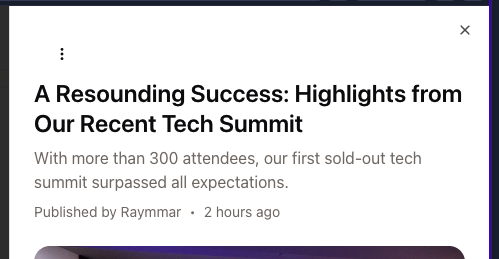 A Resounding Success: Highlights from
Our Recent Tech Summit
With more than 300 attendees, our first sold-out tech
summit surpassed all expectations.
Published by Raymmar • 2 hours ago